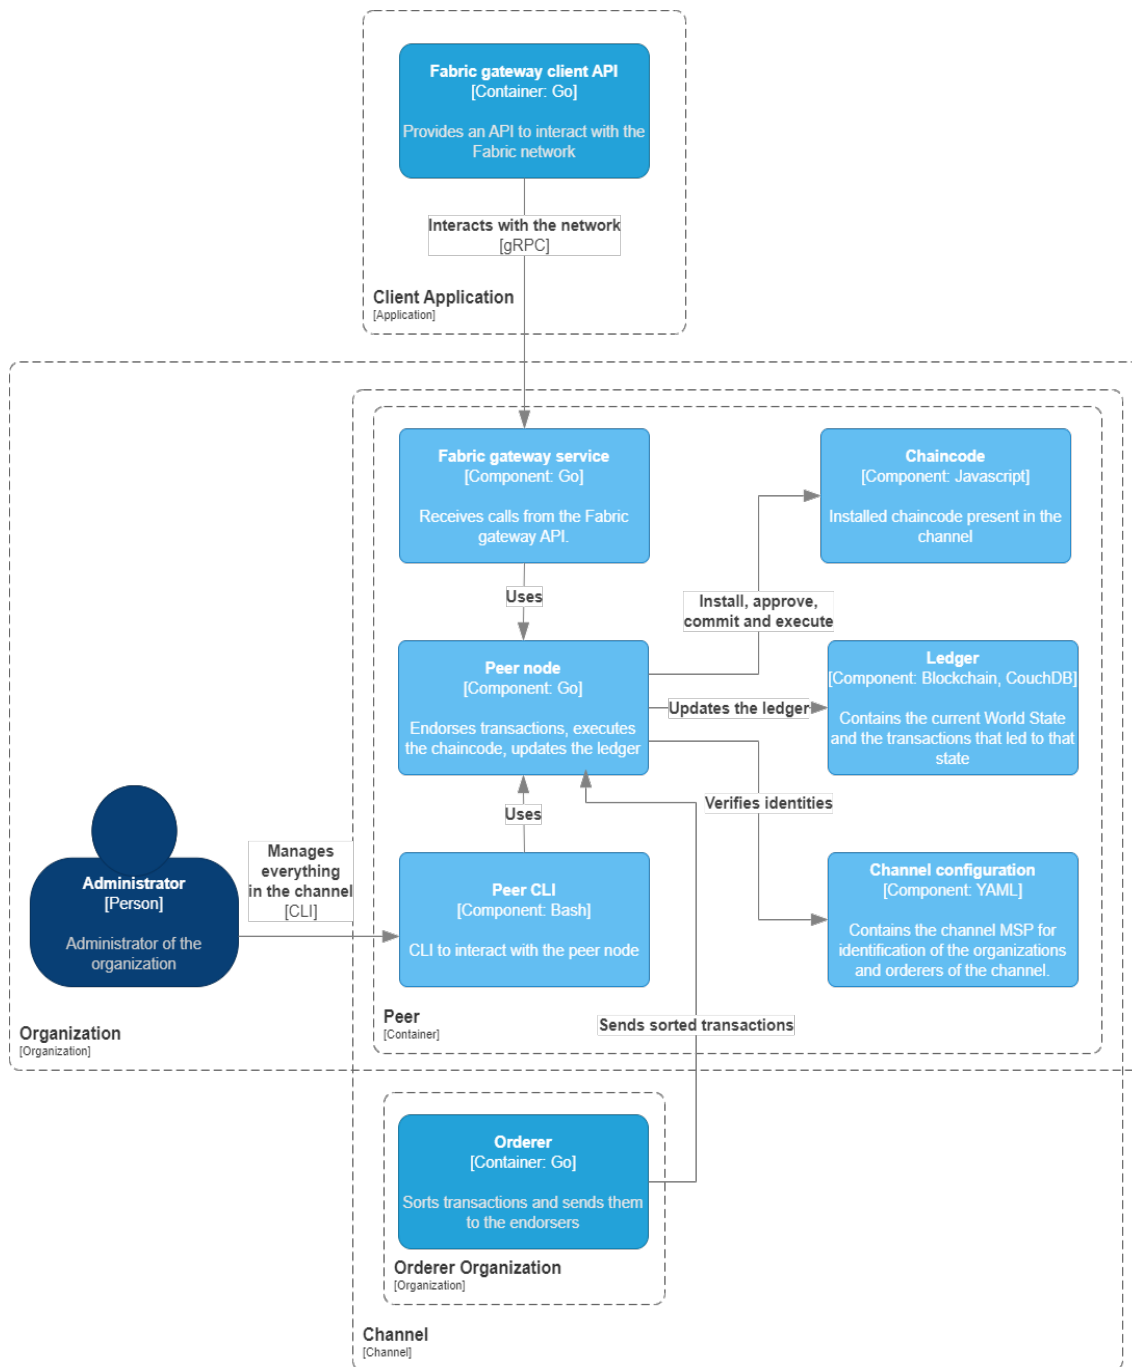 Fabric gateway client API
[Container: Go]
Provides an API to interact with the
Fabric network
Interacts with the network
[gRPC]
Client Application
[Application]
Fabric gateway service
[Component: Go]
Receives calls from the Fabric
gateway API.
Chaincode
[Component: Javascript]
Installed chaincode present in the
channel
Uses
Install, approve,
commit and execute
Peer node
[Component: Go]
Endorses transactions, executes
the chaincode, updates the ledger
Updates the ledger
Ledger
[Component: Blockchain, CouchDB]
Contains the current World State
and the transactions that led to that
state
Verifies identities
Uses
Administrator
[Person]
Administrator of the
organization
Manages
everything
in the channel
[CLI]
Peer CLI
[Component: Bash]
CLI to interact with the peer node
Channel configuration
[Component: YAML]
Contains the channel MSP for
identification of the organizations
and orderers of the channel.
Organization
[Organization]
Peer
[Container]
Sends sorted transactions
Orderer
[Container: Go]
Sorts transactions and sends them
to the endorsers
Orderer Organization
[Organization]
Channel
[Channel]